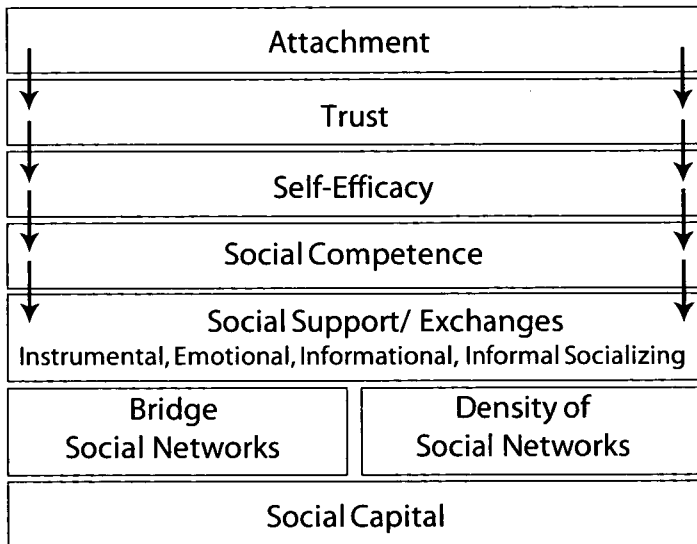 Attachment
Trust
Self-Efficacy
Social Competence
Social Support/ Exchanges
Instrumental, Emotional, Informational, Informal Socializing
Bridge
Social Networks
Density of
Social Networks
Social Capital